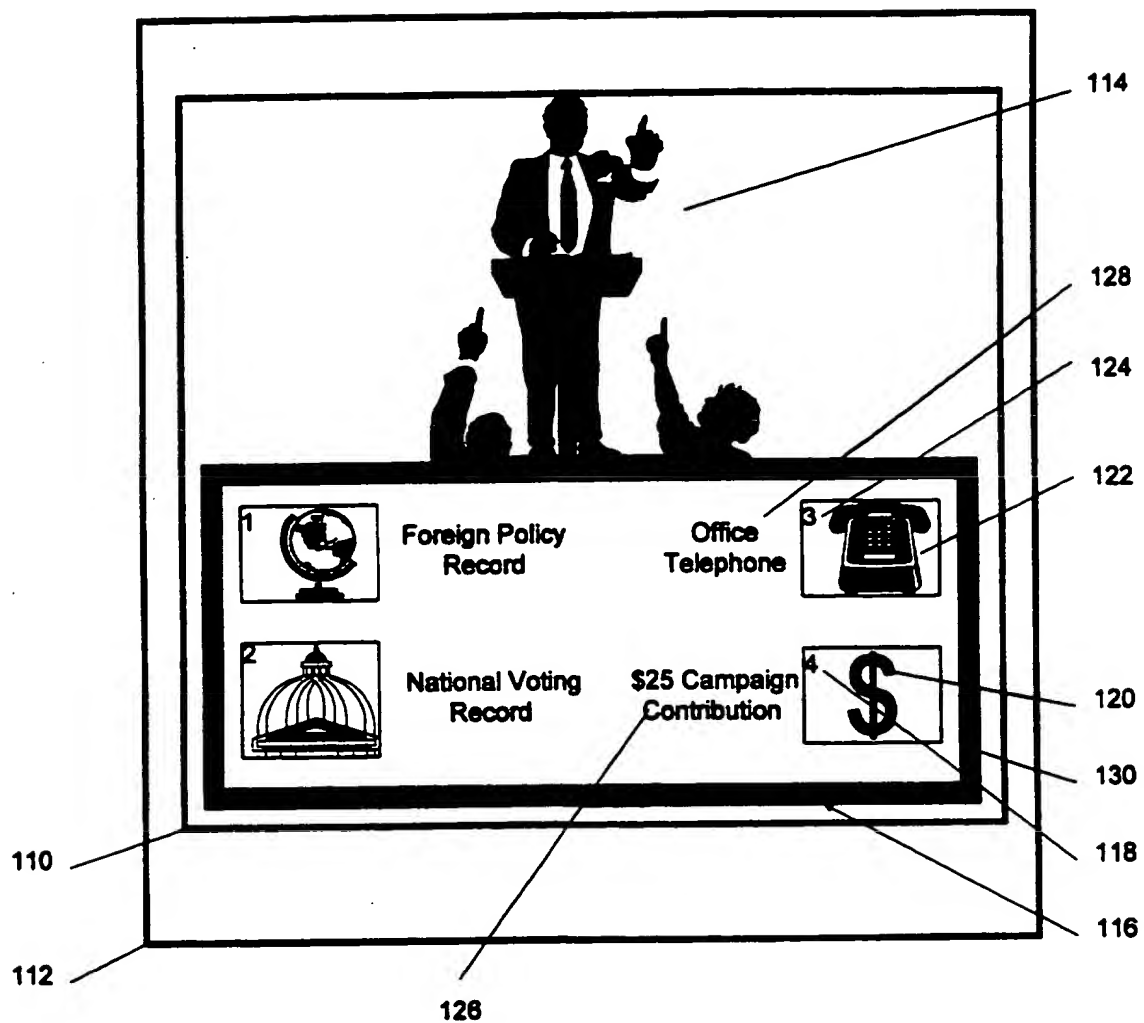 114
128
124
122
1
Foreign Policy
Record
Office
Telephone
3
2
National Voting
Record
$25 Campaign
Contribution
4
$
120
130
118
116
110
112
126